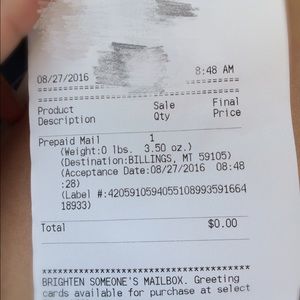 08/27/2016 8:48 AM
========================================
========================================
Product Sale Final
Description Qty Price
----------------------------------------
Prepaid Mail 1
(Weight:0 lbs. 3.50 oz.)
(Destination:BILLINGS, MT 59105)
(Acceptance Date:08/27/2016 08:48
:28)
(Label #:420591059405510899359166​4
18933)
----------------------------------------
Total $0.00
----------------------------------------
****************************************
BRIGHTEN SOMEONE'S MAILBOX. Greeting
cards available for purchase at select